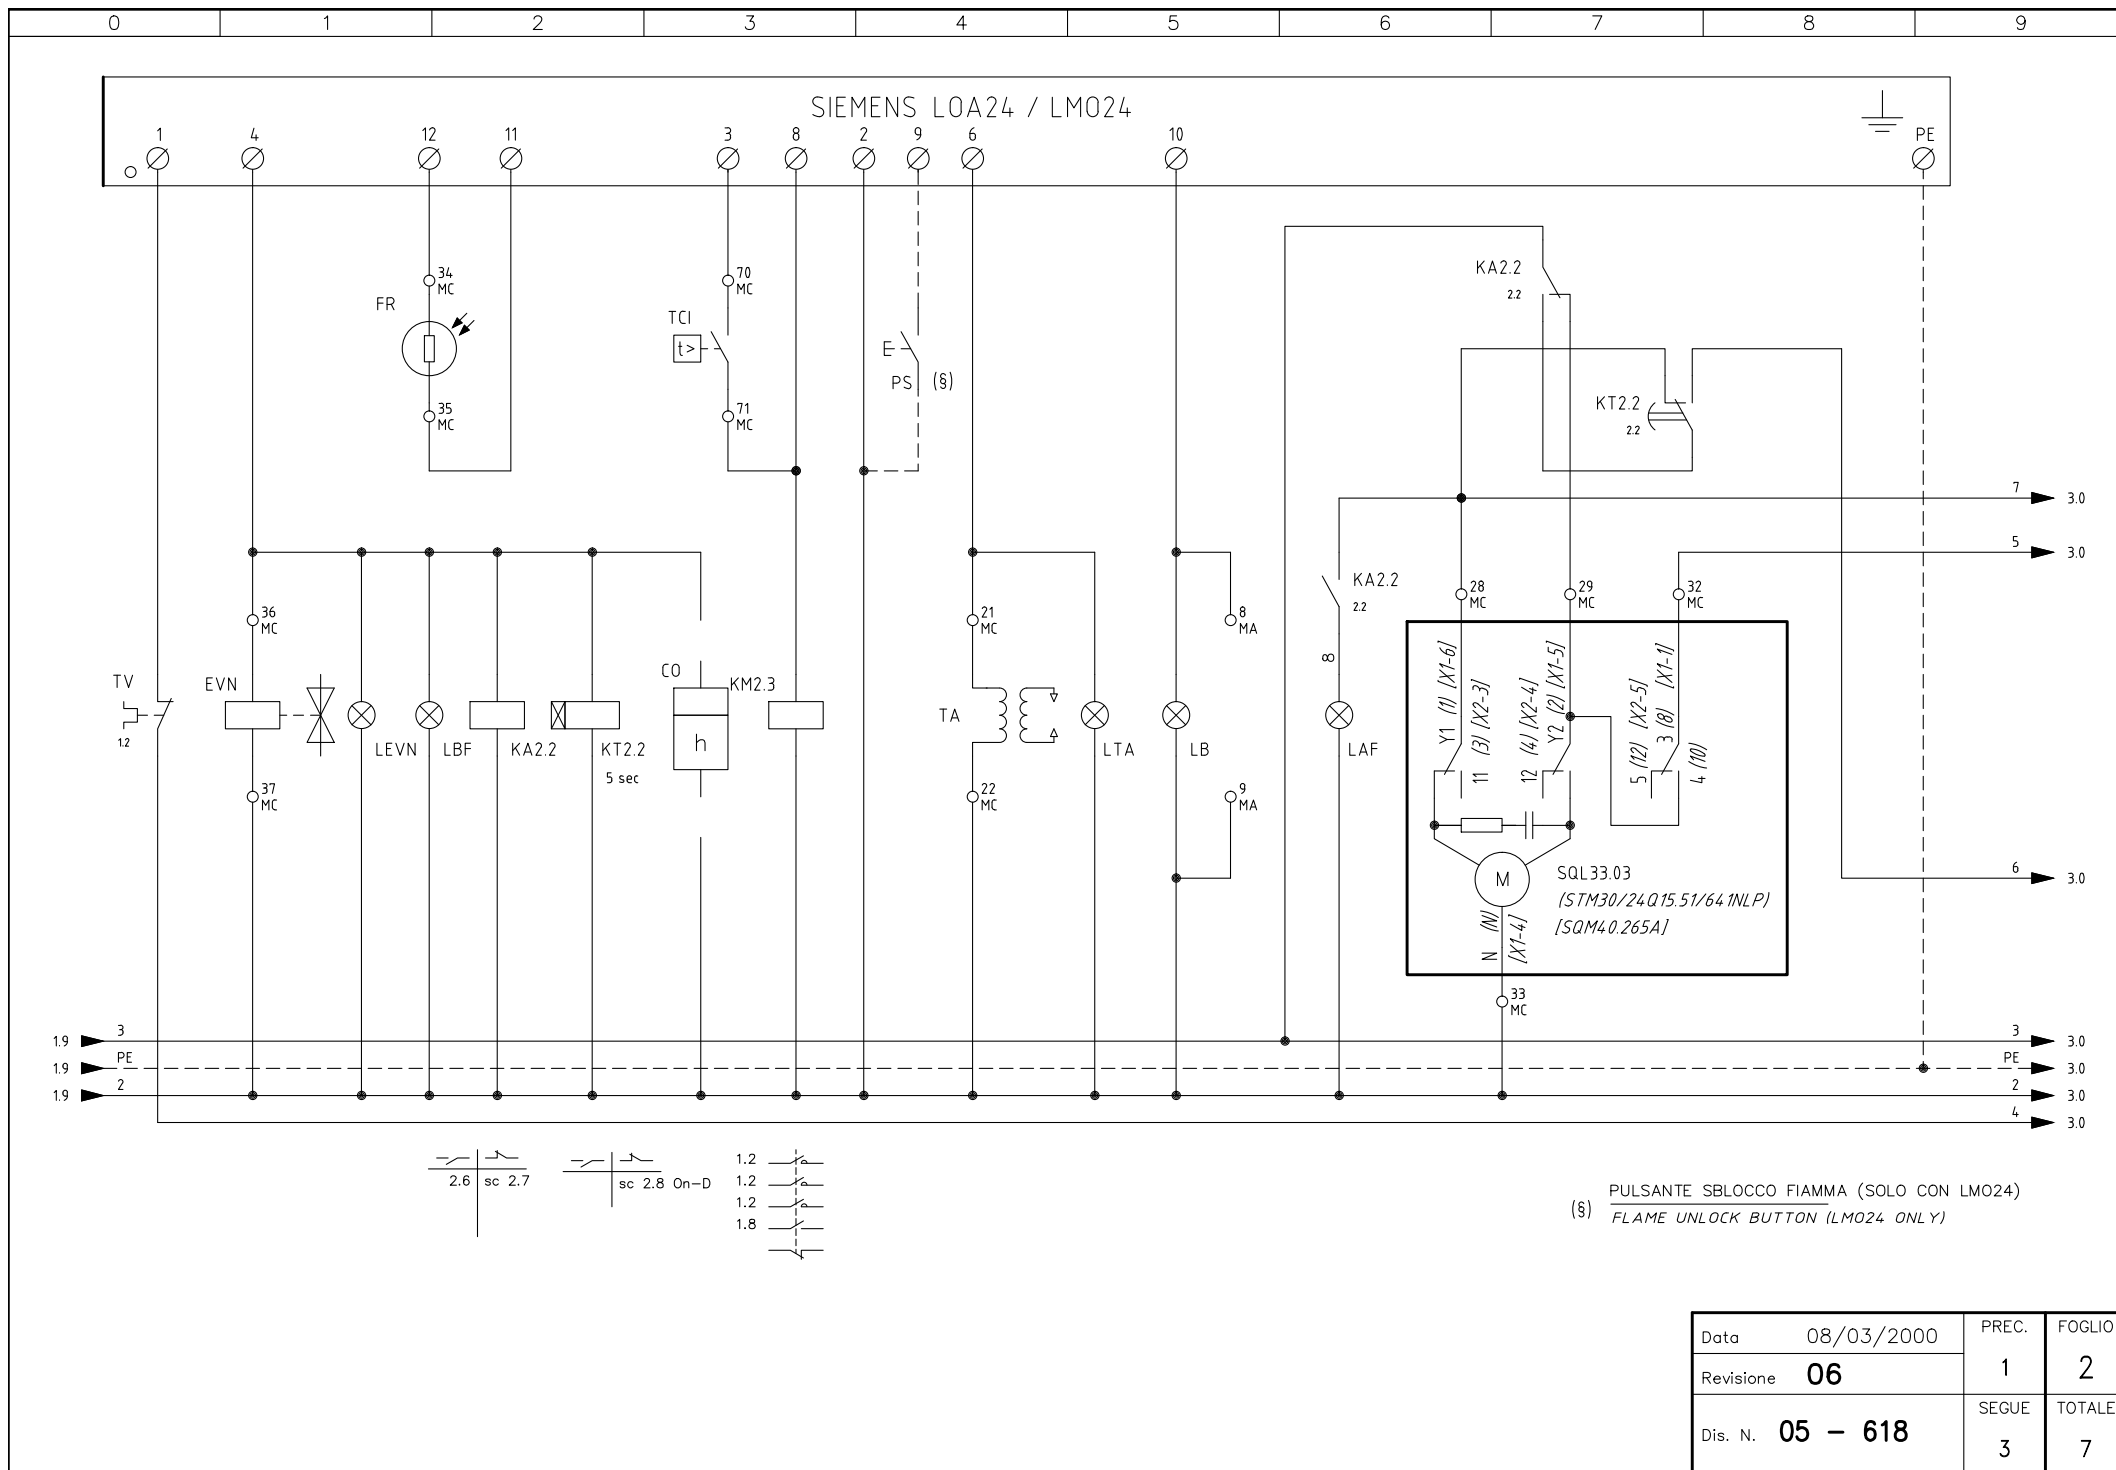 0 1 2 3 4 5 6 7 8 9
SIEMENS LOA24 / LMO24
1 4 12 11 3 8 2 9 6 10 PE
34
MC
FR
35
MC
70
MC
TCI
t>
71
MC
E
PS (§)
KA2.2
2.2
KT2.2
2.2
7 3.0
5 3.0
KA2.2
2.2
8
28
MC
29
MC
32
MC
36
MC
21
MC
8
MA
TV
1.2
EVN
LEVN
LBF
KA2.2
KT2.2
5 sec
CO
h
KM2.3
TA
LTA
LB
LAF
37
MC
22
MC
9
MA
Y1 (1) [X1-6]
11 (3) [X2-3]
12 (4) [X2-4]
Y2 (2) [X1-5]
5 (12) [X2-5]
3 (8) [X1-1]
4 (10)
M
SQL33.03
(STM30/24Q15.51/641NLP)
[SQM40.265A]
N (N)
[X1-4]
6 3.0
33
MC
1.9 3 3 3.0
1.9 PE PE 3.0
1.9 2 2 3.0
4 3.0
2.6 sc 2.7
sc 2.8 On-D
1.2
1.2
1.2
1.8
(§) PULSANTE SBLOCCO FIAMMA (SOLO CON LMO24)
FLAME UNLOCK BUTTON (LMO24 ONLY)
Data 08/03/2000
PREC. FOGLIO
1 2
Revisione 06
SEGUE TOTALE
Dis. N. 05 - 618
3 7